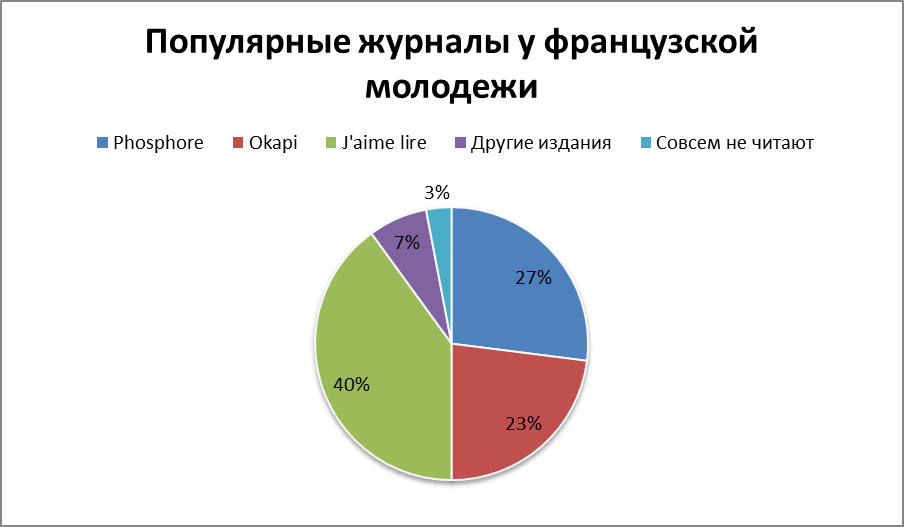 Популярные журналы у французской
молодежи
Phosphore Okapi J'aime lire Другие издания Совсем не читают
3%
7%
27%
40%
23%